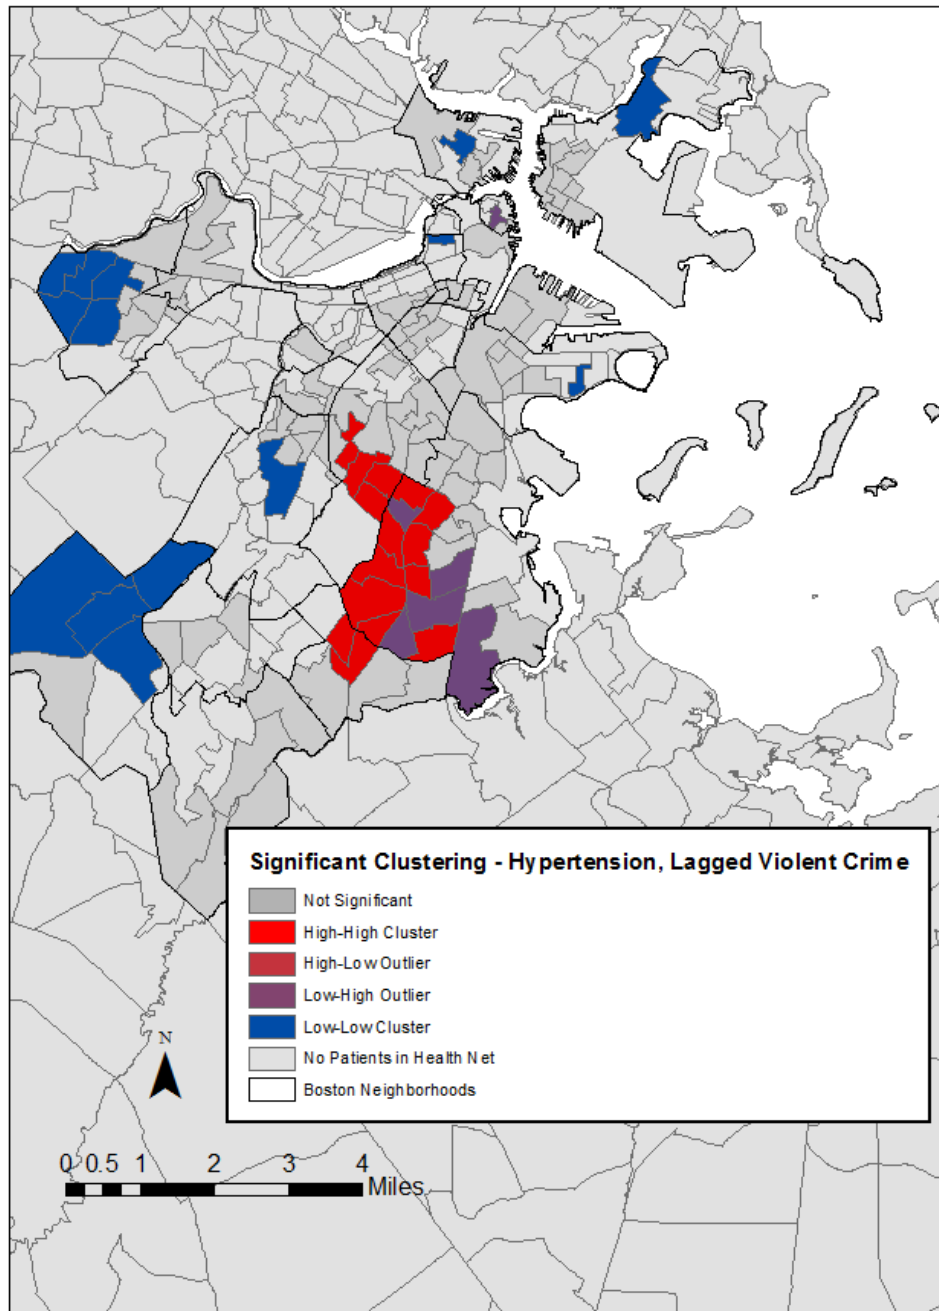 Significant Clustering - Hypertension, Lagged Violent Crime
Not Significant
High-High Cluster
High-Low Outlier
Low-High Outlier
Low-Low Cluster
No Patients in Health Net
Boston Neighborhoods
N
0 0.5 1 2 3 4
Miles